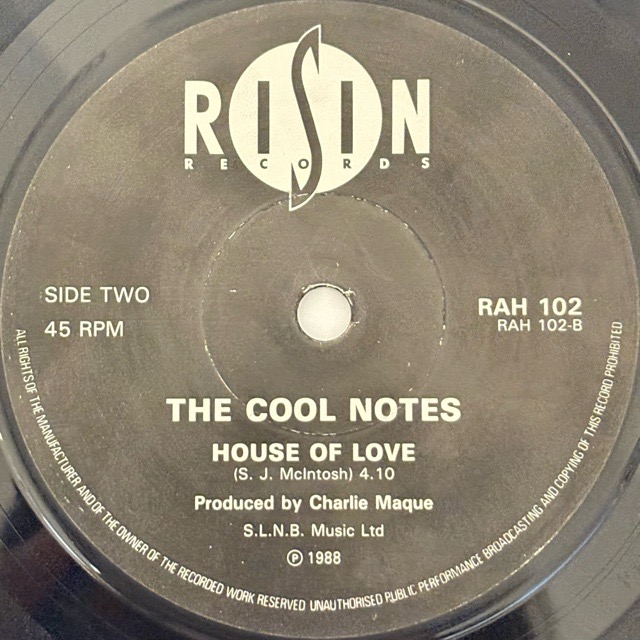 RISIN
RECORDS
SIDE TWO
45 RPM
RAH 102
RAH 102-B
THE COOL NOTES
HOUSE OF LOVE
(S. J. McIntosh) 4.10
Produced by Charlie Maque
S.L.N.B. Music Ltd
℗ 1988
ALL RIGHTS OF THE MANUFACTURER AND OF THE OWNER OF THE RECORDED WORK RESERVED UNAUTHORISED PUBLIC PERFORMANCE BROADCASTING AND COPYING OF THIS RECORD PROHIBITED